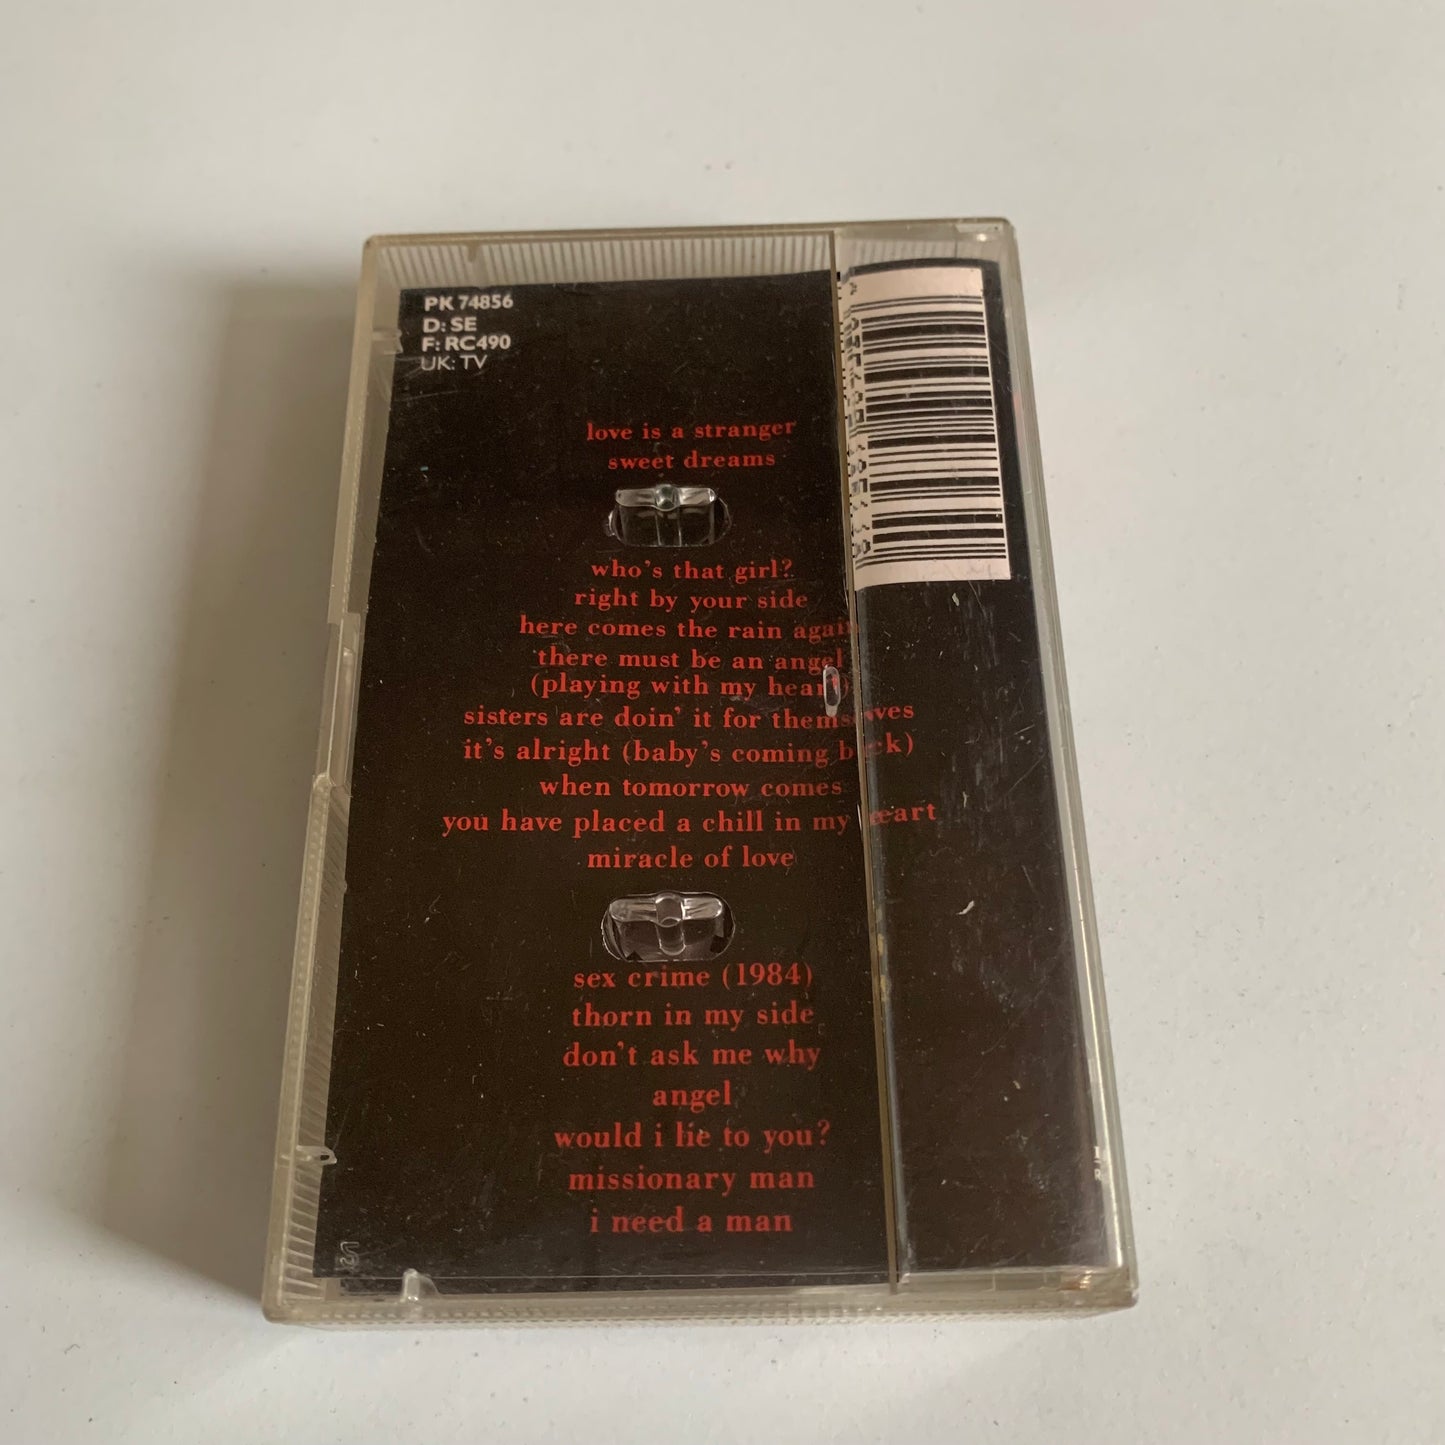 PK 74856
D: SE
F: RC490
UK: TV
love is a stranger
sweet dreams
who's that girl?
right by your side
here comes the rain again
there must be an angel
(playing with my heart)
sisters are doin' it for themselves
it's alright (baby's coming back)
when tomorrow comes
you have placed a chill in my heart
miracle of love
sex crime (1984)
thorn in my side
don't ask me why
angel
would i lie to you?
missionary man
i need a man